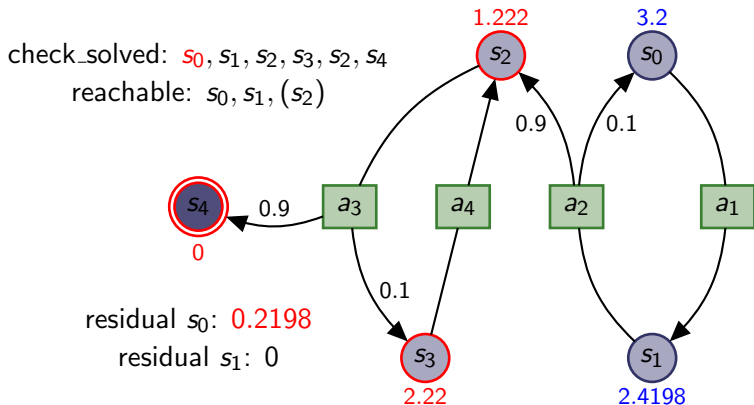 1.222
3.2
check_solved: s0, s1, s2, s3, s2, s4
reachable: s0, s1, (s2)
s2
s0
0.9
0.1
s4
0.9
a3
a4
a2
a1
0
0.1
residual s0: 0.2198
residual s1: 0
s3
s1
2.22
2.4198